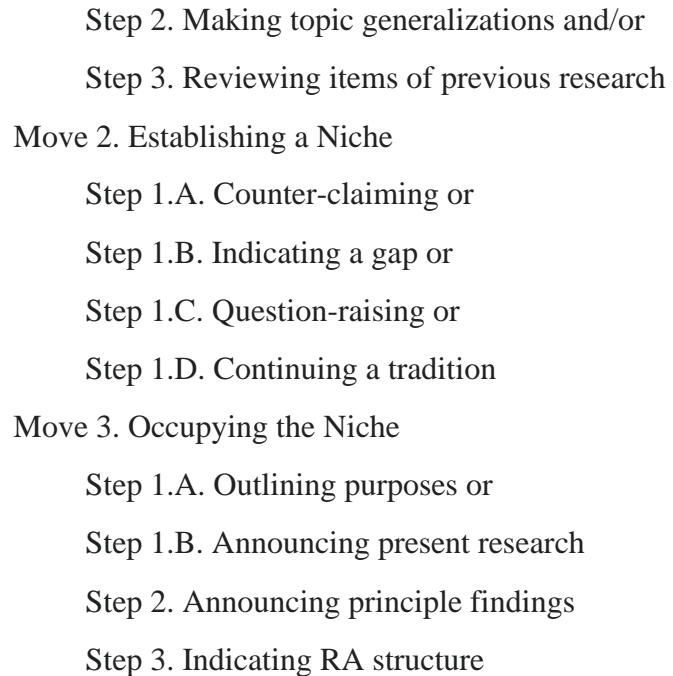 Step 2. Making topic generalizations and/or
Step 3. Reviewing items of previous research
Move 2. Establishing a Niche
Step 1.A. Counter-claiming or
Step 1.B. Indicating a gap or
Step 1.C. Question-raising or
Step 1.D. Continuing a tradition
Move 3. Occupying the Niche
Step 1.A. Outlining purposes or
Step 1.B. Announcing present research
Step 2. Announcing principle findings
Step 3. Indicating RA structure